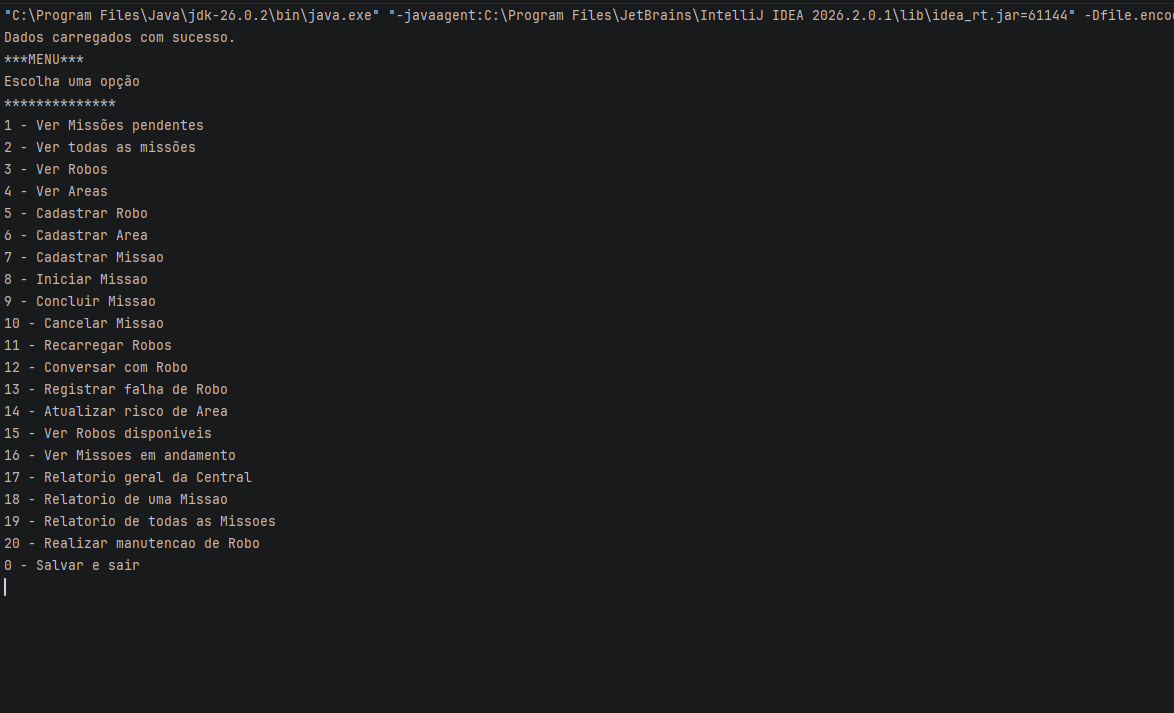 "C:\Program Files\Java\jdk-26.0.2\bin\java.exe" "-javaagent:C:\Program Files\JetBrains\IntelliJ IDEA 2026.2.0.1\lib\idea_rt.jar=61144" -Dfile.enco
Dados carregados com sucesso.
***MENU***
Escolha uma opção
**************
1 - Ver Missões pendentes
2 - Ver todas as missões
3 - Ver Robos
4 - Ver Areas
5 - Cadastrar Robo
6 - Cadastrar Area
7 - Cadastrar Missao
8 - Iniciar Missao
9 - Concluir Missao
10 - Cancelar Missao
11 - Recarregar Robos
12 - Conversar com Robo
13 - Registrar falha de Robo
14 - Atualizar risco de Area
15 - Ver Robos disponiveis
16 - Ver Missoes em andamento
17 - Relatorio geral da Central
18 - Relatorio de uma Missao
19 - Relatorio de todas as Missoes
20 - Realizar manutencao de Robo
0 - Salvar e sair